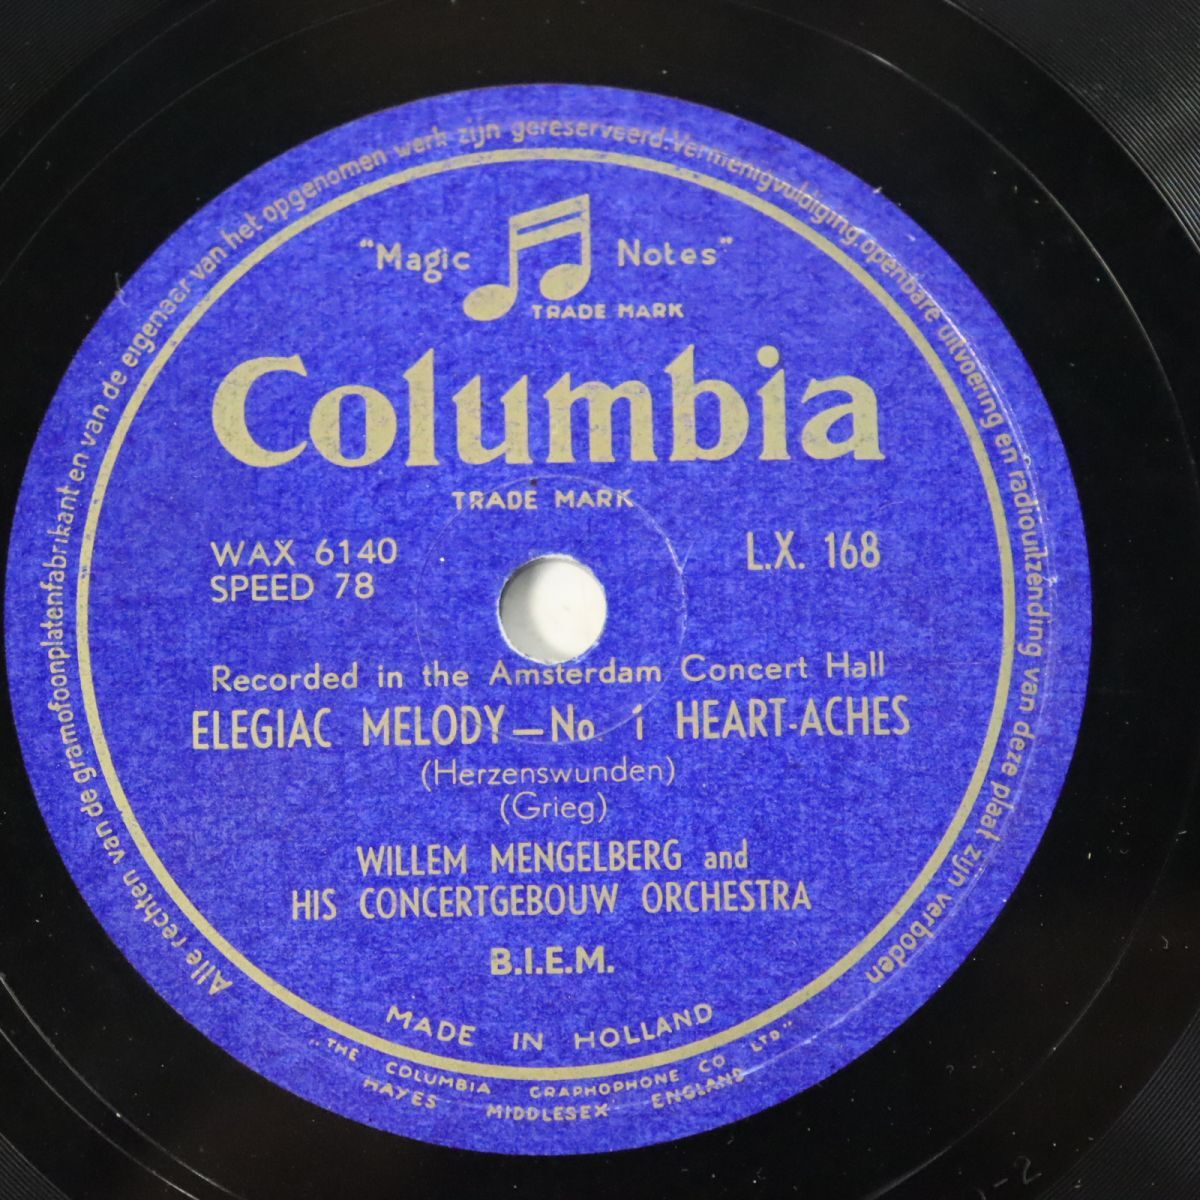 Alle rechten van de gramofoonplatenfabrikant en van de eigenaar van het opgenomen werk zijn gereserveerd. Vermenigvuldiging, openbare uitvoering en radiouitzending van deze plaat zijn verboden
"Magic Notes"
TRADE MARK
Columbia
TRADE MARK
WAX 6140
SPEED 78
L.X. 168
Recorded in the Amsterdam Concert Hall
ELEGIAC MELODY — No. 1 HEART-ACHES
(Herzenswunden)
(Grieg)
WILLEM MENGELBERG and
HIS CONCERTGEBOUW ORCHESTRA
B.I.E.M.
MADE IN HOLLAND
"THE COLUMBIA GRAPHOPHONE CO LTD."
HAYES MIDDLESEX ENGLAND